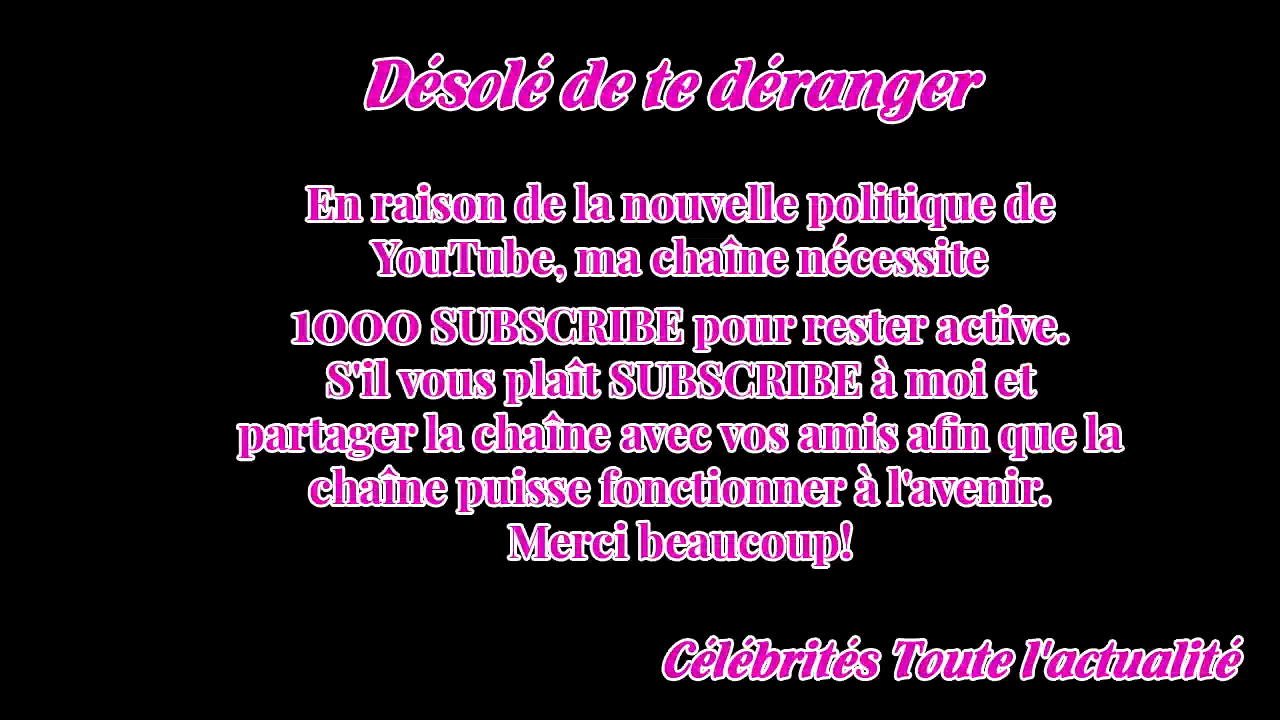 Désolé de te déranger
En raison de la nouvelle politique de
YouTube, ma chaîne nécessite
1000 SUBSCRIBE pour rester active.
S'il vous plaît SUBSCRIBE à moi et
partager la chaîne avec vos amis afin que la
chaîne puisse fonctionner à l'avenir.
Merci beaucoup!
Célébrités Toute l'actualité